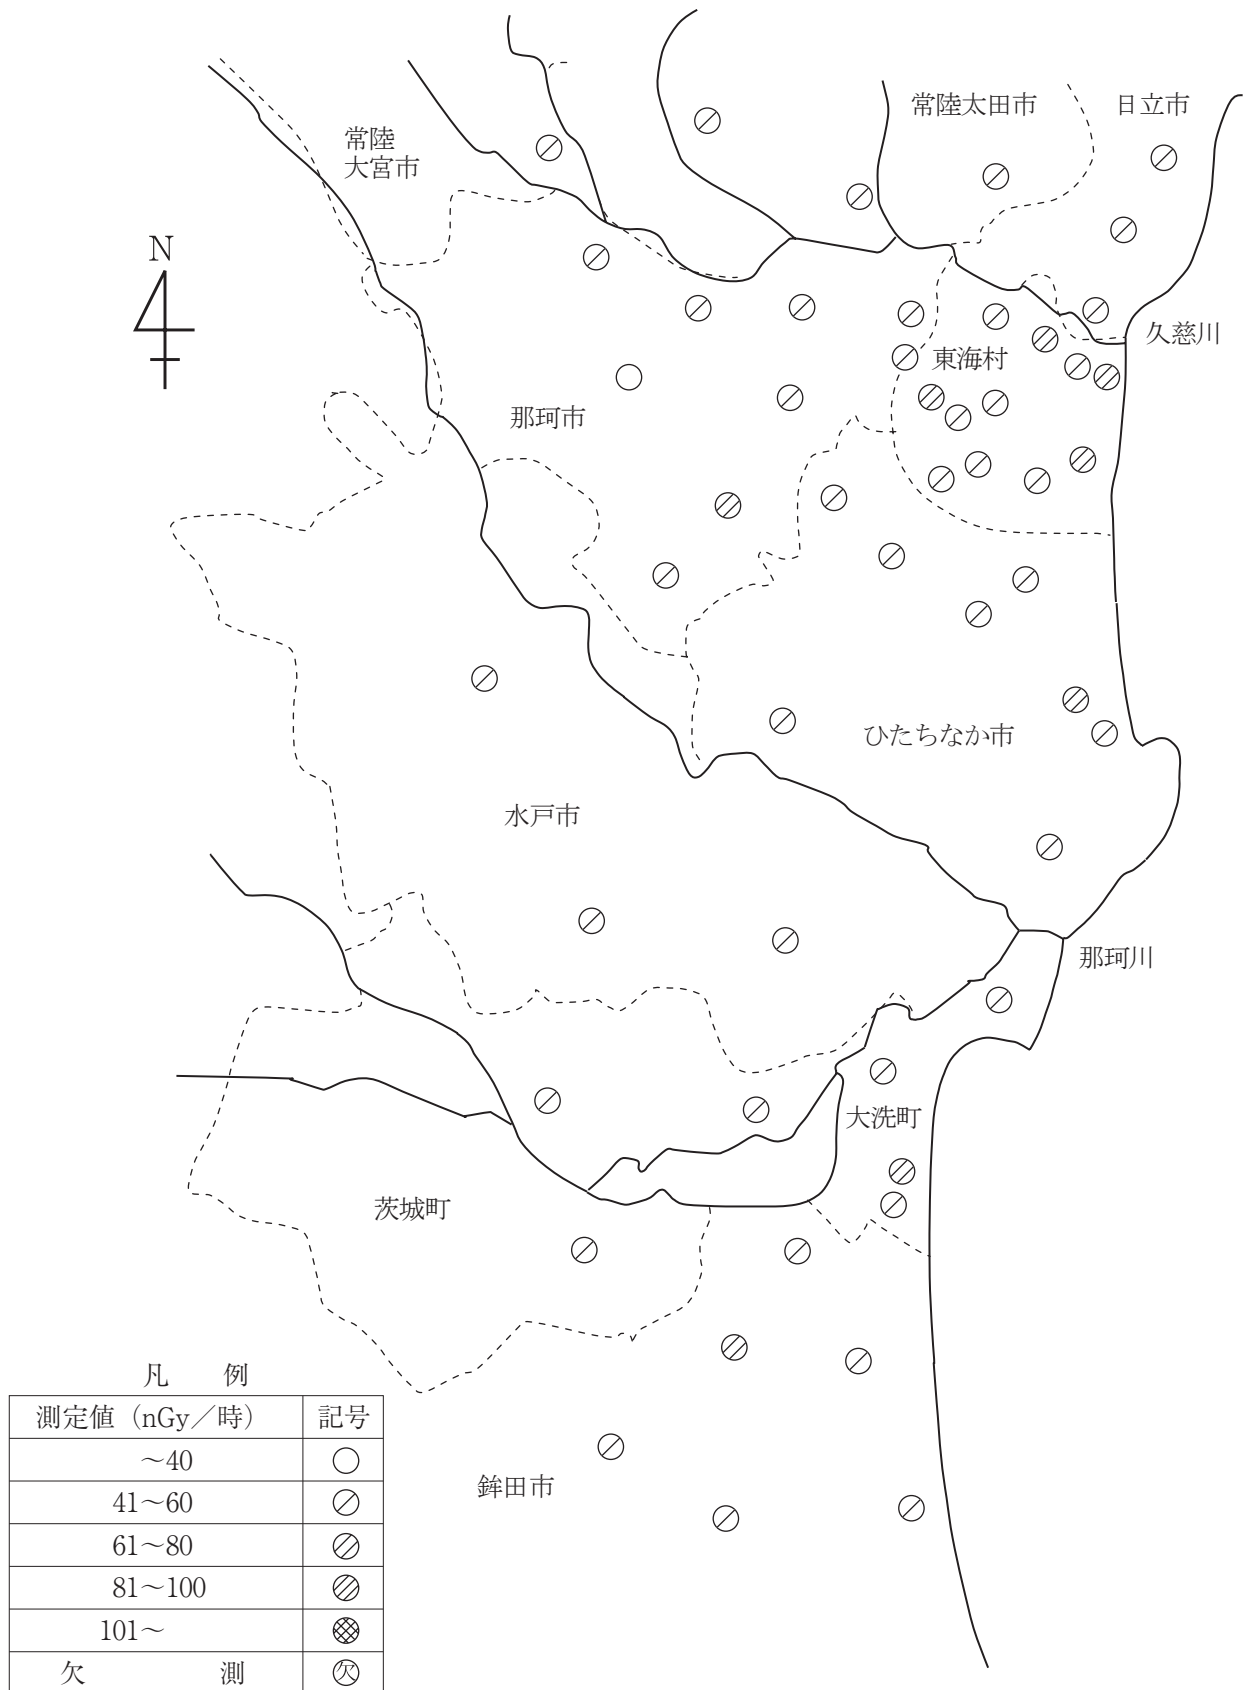 常陸太田市
日立市
常陸
大宮市
N
久慈川
東海村
那珂市
ひたちなか市
水戸市
那珂川
大洗町
茨城町
鉾田市
凡 例
測定値（nGy／時） 記号
～40
41～60
61～80
81～100
101～
欠 測 欠